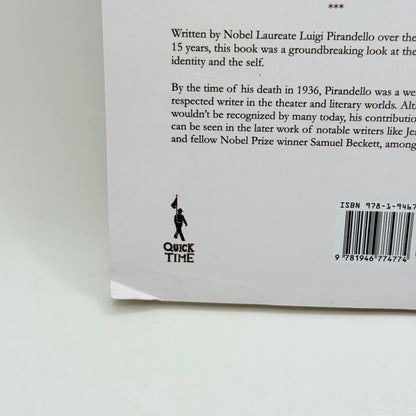 ***
Written by Nobel Laureate Luigi Pirandello over the
15 years, this book was a groundbreaking look at the
identity and the self.
By the time of his death in 1936, Pirandello was a we
respected writer in the theater and literary worlds. Alt
wouldn't be recognized by many today, his contributio
can be seen in the later work of notable writers like Jea
and fellow Nobel Prize winner Samuel Beckett, among
ISBN 978-1-9467
9 781946 774774
QUICK
TIME